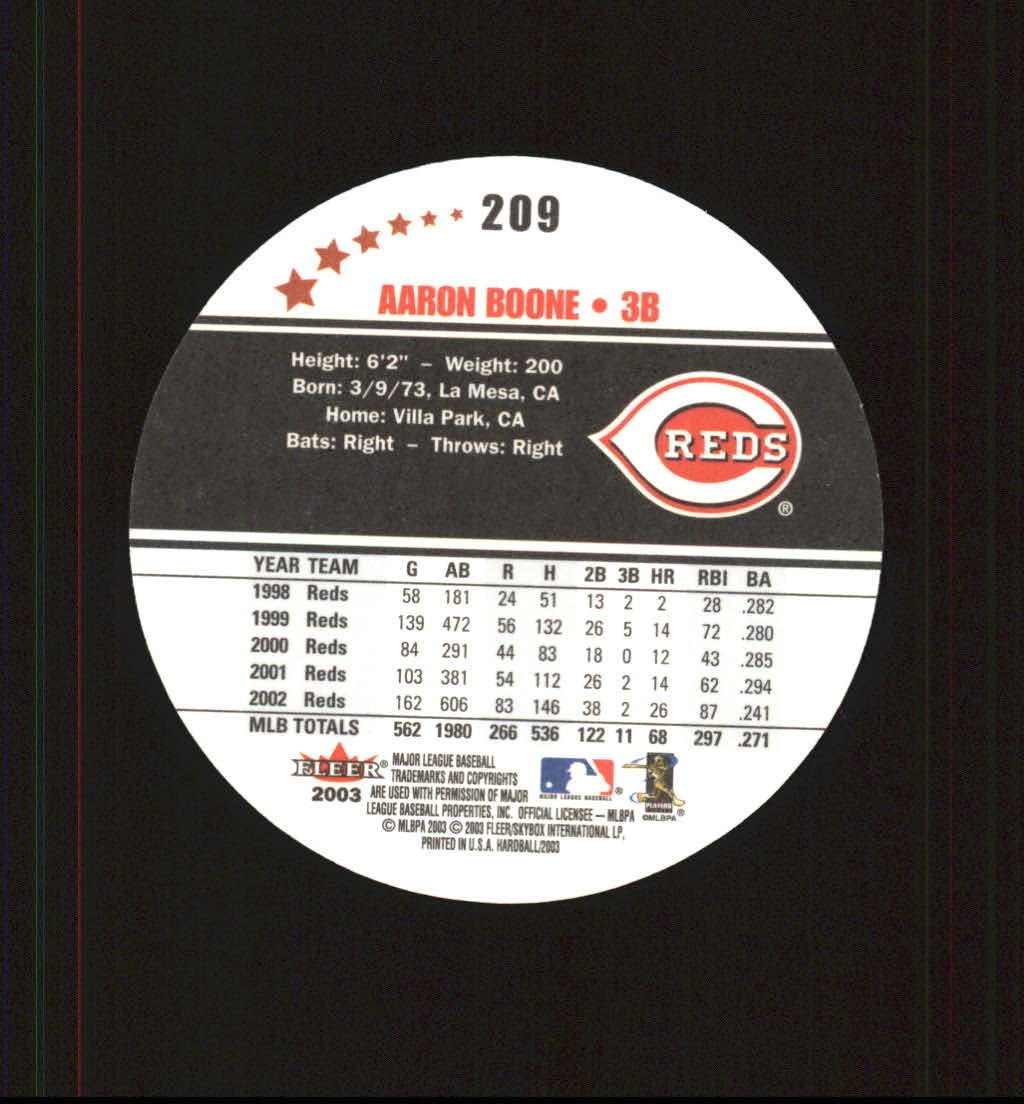 209
AARON BOONE • 3B
Height: 6'2" – Weight: 200
Born: 3/9/73, La Mesa, CA
Home: Villa Park, CA
Bats: Right – Throws: Right
REDS
®
YEAR TEAM G AB R H 2B 3B HR RBI BA
1998 Reds 58 181 24 51 13 2 2 28 .282
1999 Reds 139 472 56 132 26 5 14 72 .280
2000 Reds 84 291 44 83 18 0 12 43 .285
2001 Reds 103 381 54 112 26 2 14 62 .294
2002 Reds 162 606 83 146 38 2 26 87 .241
MLB TOTALS 562 1980 266 536 122 11 68 297 .271
FLEER®
2003
MAJOR LEAGUE BASEBALL
TRADEMARKS AND COPYRIGHTS
ARE USED WITH PERMISSION OF MAJOR
LEAGUE BASEBALL PROPERTIES, INC. OFFICIAL LICENSEE – MLBPA
© MLBPA 2003 © 2003 FLEER/SKYBOX INTERNATIONAL LP.
PRINTED IN U.S.A. HARDBALL/2003
MAJOR LEAGUE BASEBALL ®
PLAYERS
©MLBPA ®